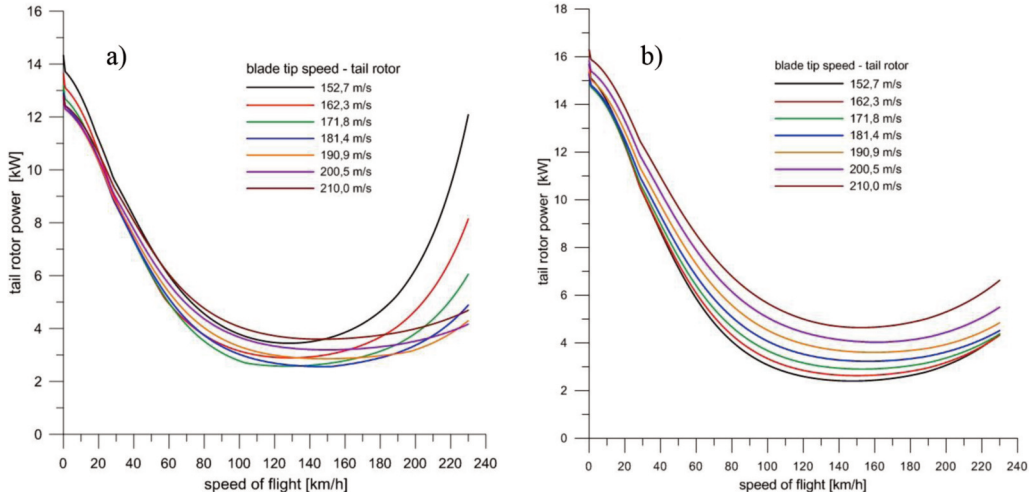 a)
blade tip speed - tail rotor
152,7 m/s
162,3 m/s
171,8 m/s
181,4 m/s
190,9 m/s
200,5 m/s
210,0 m/s
tail rotor power [kW]
16
14
12
10
8
6
4
2
0
0 20 40 60 80 100 120 140 160 180 200 220 240
speed of flight [km/h]
b)
blade tip speed - tail rotor
152,7 m/s
162,3 m/s
171,8 m/s
181,4 m/s
190,9 m/s
200,5 m/s
210,0 m/s
tail rotor power [kW]
18
16
14
12
10
8
6
4
2
0
0 20 40 60 80 100 120 140 160 180 200 220 240
speed of flight [km/h]